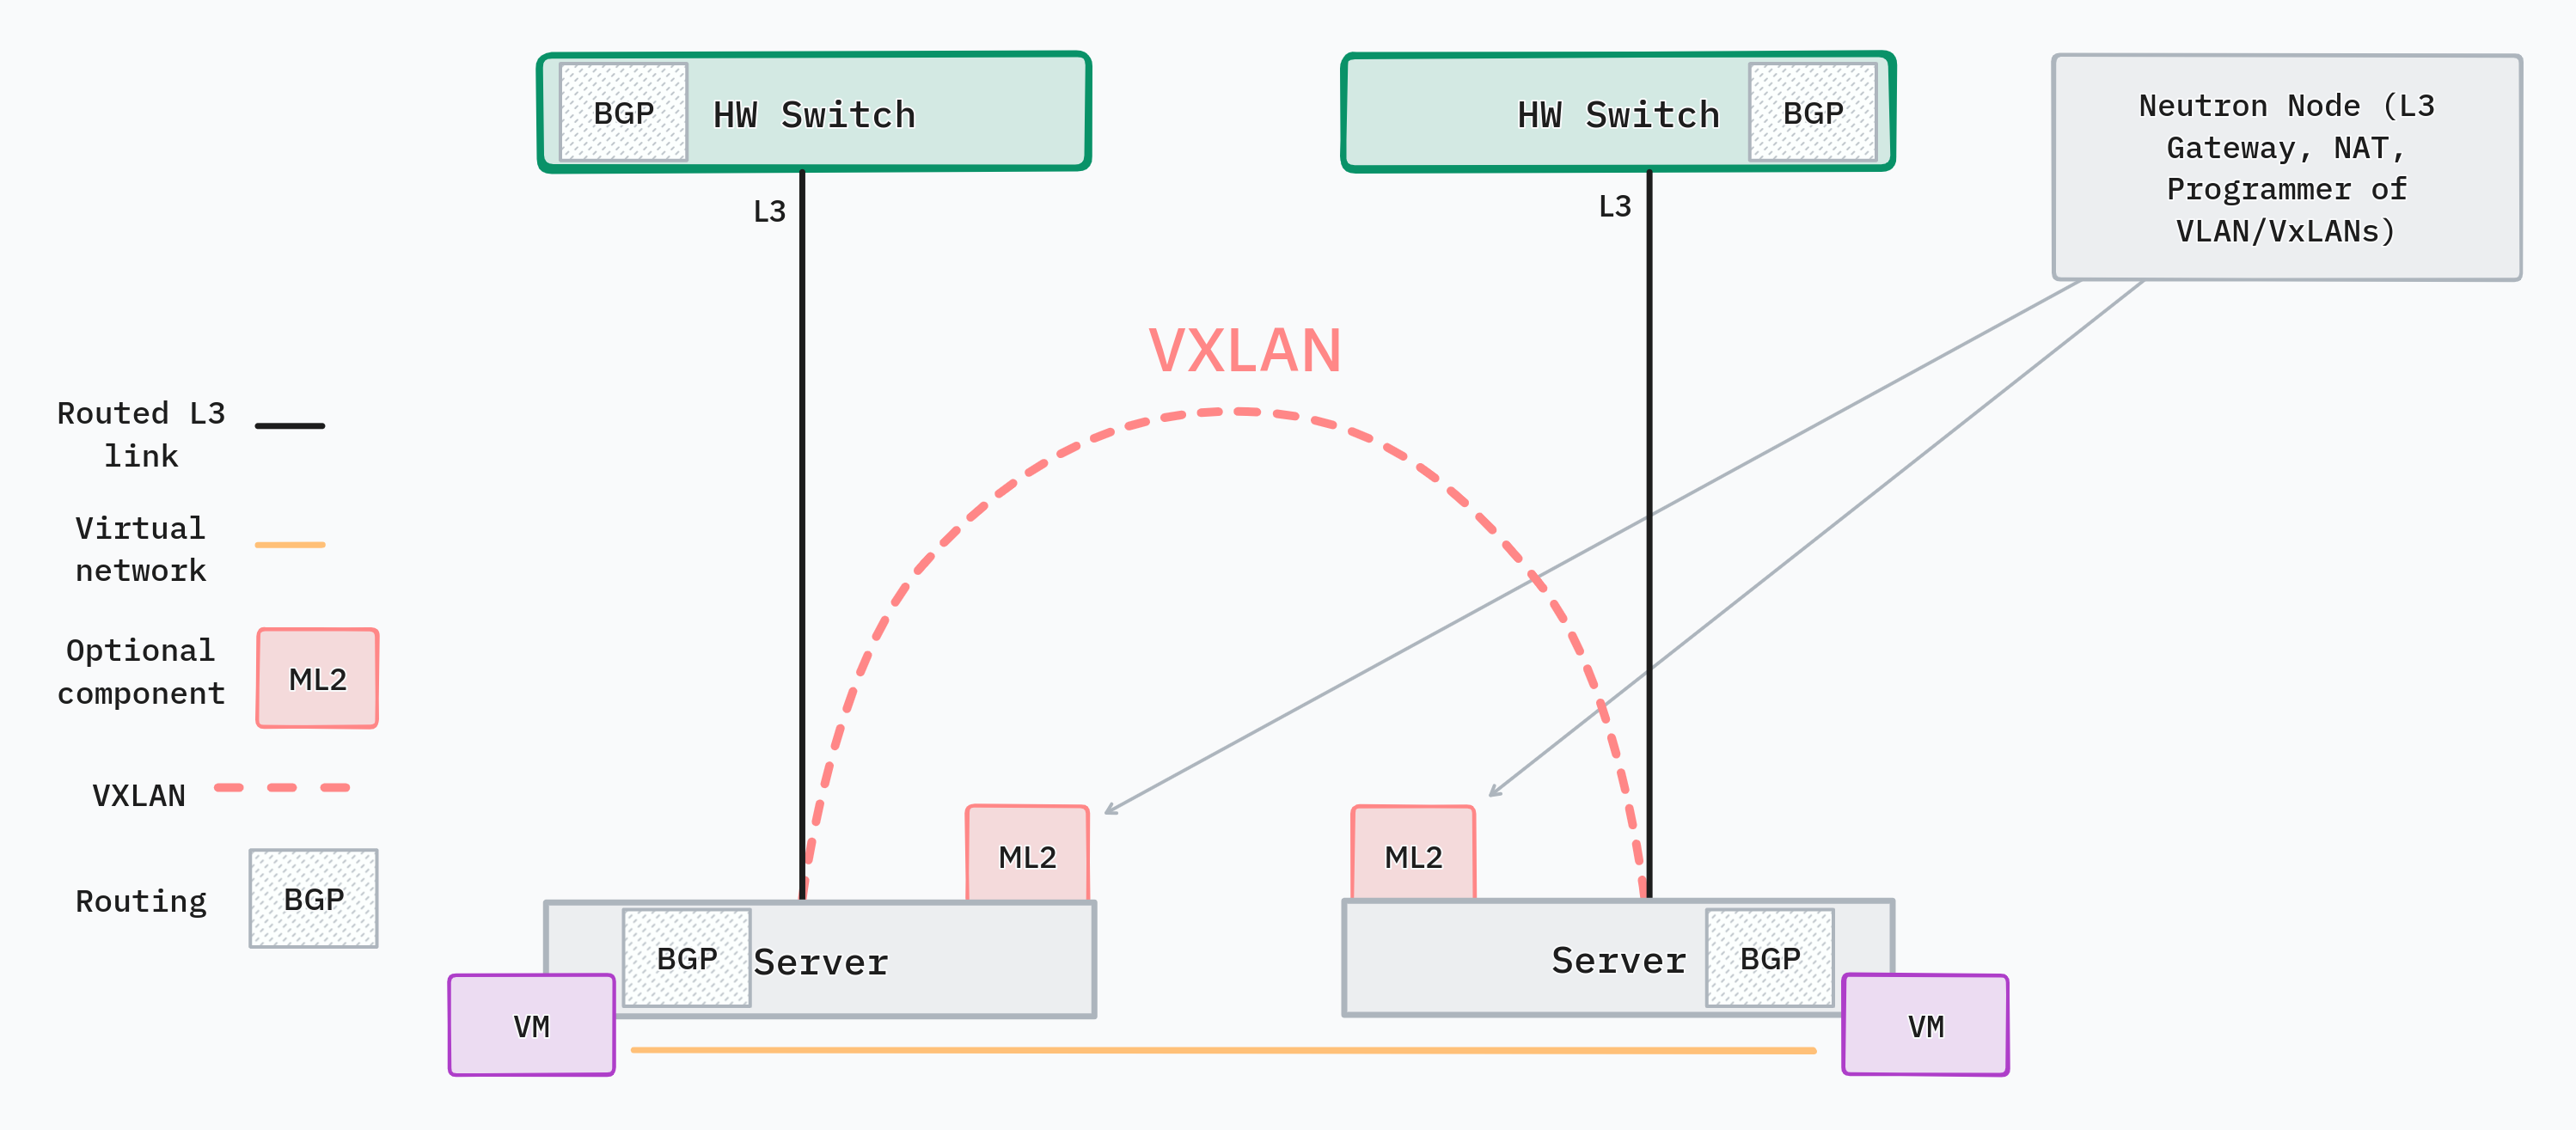 BGP
HW Switch
HW Switch
BGP
Neutron Node (L3
Gateway, NAT,
Programmer of
VLAN/VxLANs)
L3
L3
VXLAN
Routed L3
link
Virtual
network
Optional
component
ML2
VXLAN
Routing
BGP
ML2
ML2
BGP
Server
Server
BGP
VM
VM